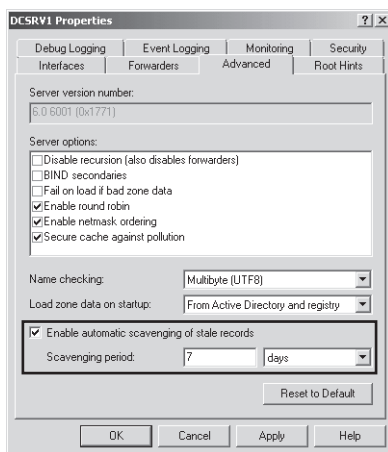 DCSRV1 Properties
Debug Logging Event Logging Monitoring Security
Interfaces Forwarders Advanced Root Hints
Server version number:
6.0 6001 (0x1771)
Server options:
Disable recursion (also disables forwarders)
BIND secondaries
Fail on load if bad zone data
Enable round robin
Enable netmask ordering
Secure cache against pollution
Name checking: Multibyte (UTF8)
Load zone data on startup: From Active Directory and registry
Enable automatic scavenging of stale records
Scavenging period: 7 days
Reset to Default
OK Cancel Apply Help